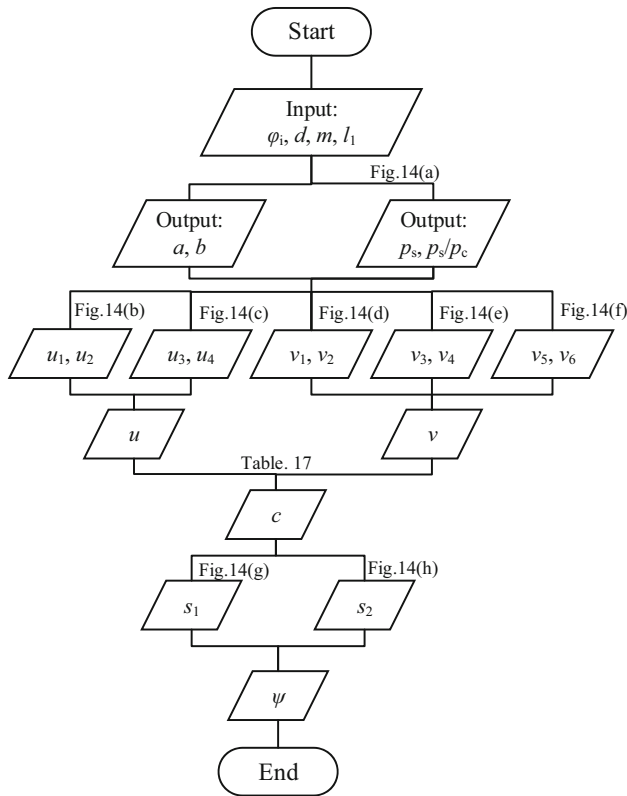 Start
Input:
φi, d, m, l1
Fig.14(a)
Output:
a, b
Output:
ps, ps/pc
Fig.14(b)
Fig.14(c)
Fig.14(d)
Fig.14(e)
Fig.14(f)
u1, u2
u3, u4
v1, v2
v3, v4
v5, v6
u
v
Table. 17
c
Fig.14(g)
Fig.14(h)
s1
s2
ψ
End